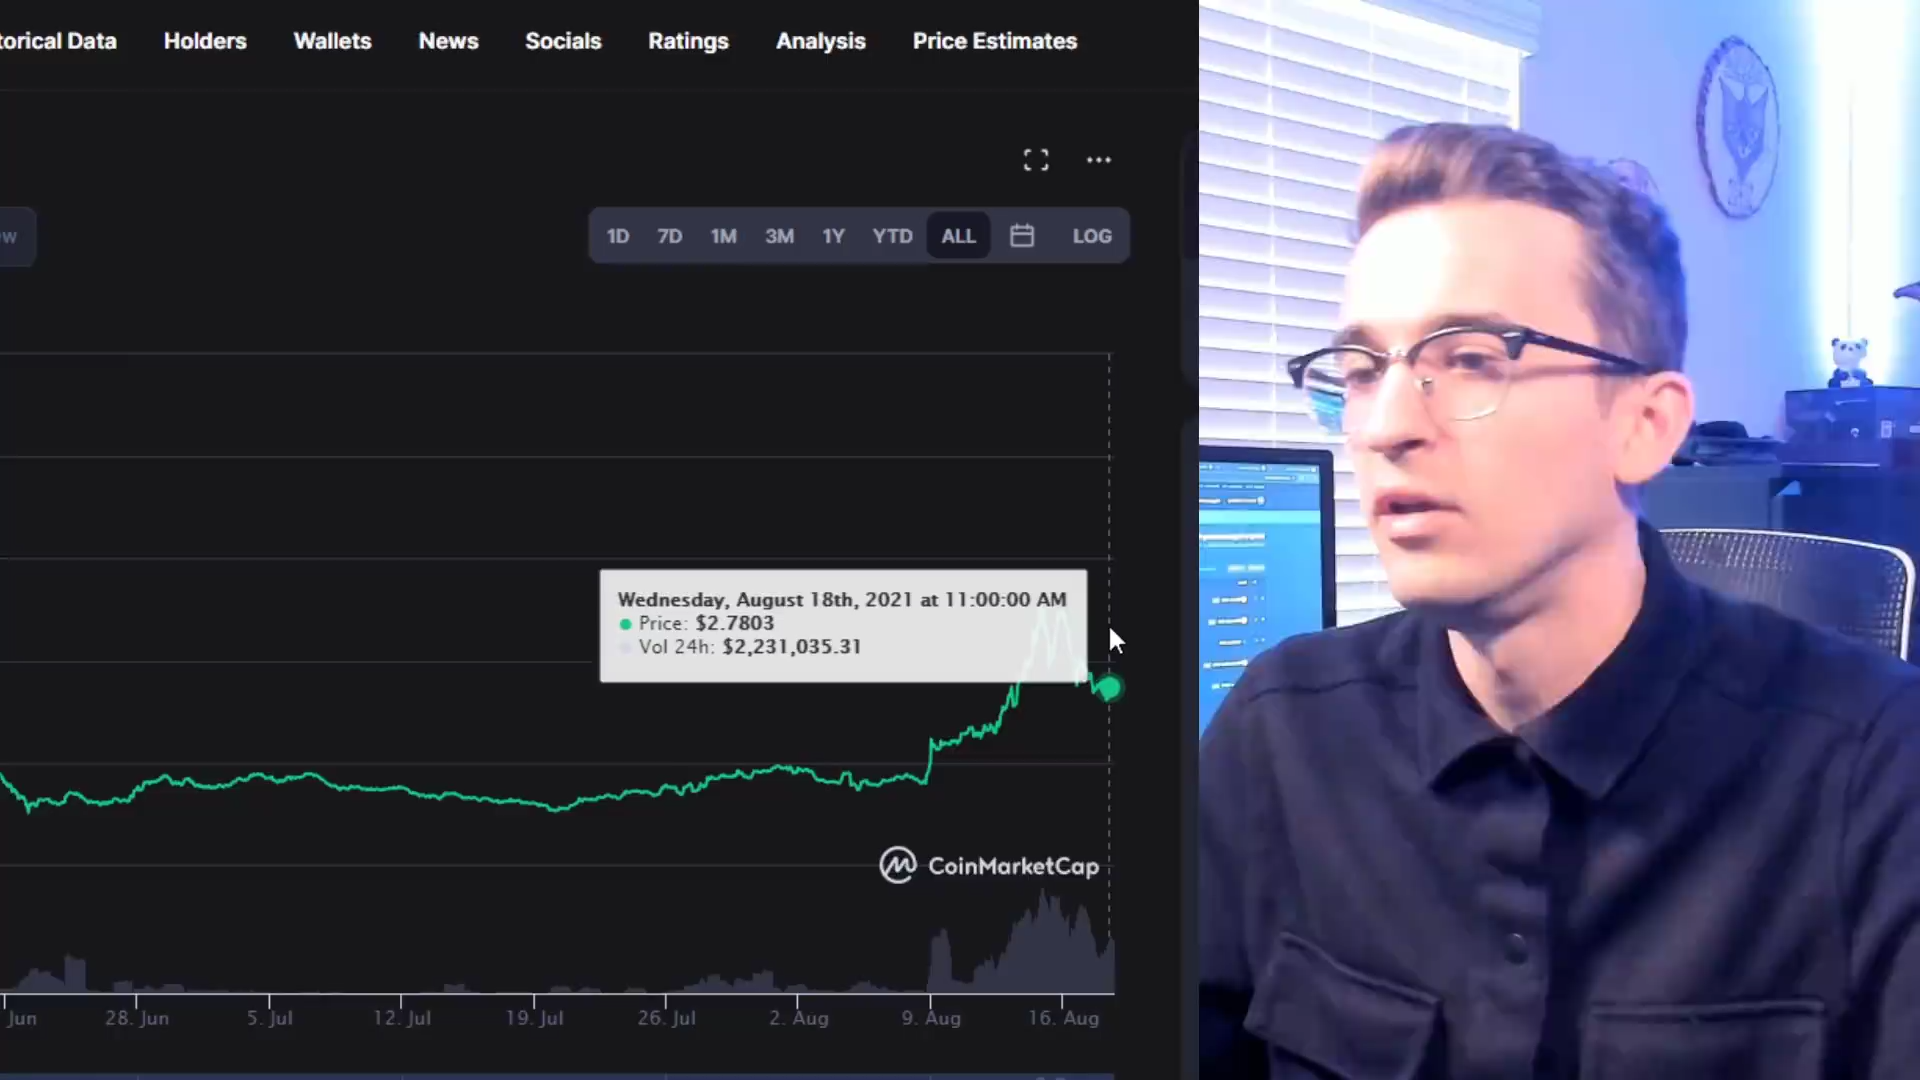 torical Data Holders Wallets News Socials Ratings Analysis Price Estimates
1D 7D 1M 3M 1Y YTD ALL LOG
Wednesday, August 18th, 2021 at 11:00:00 AM
Price: $2.7803
Vol 24h: $2,231,035.31
CoinMarketCap
Jun 28. Jun 5. Jul 12. Jul 19. Jul 26. Jul 2. Aug 9. Aug 16. Aug